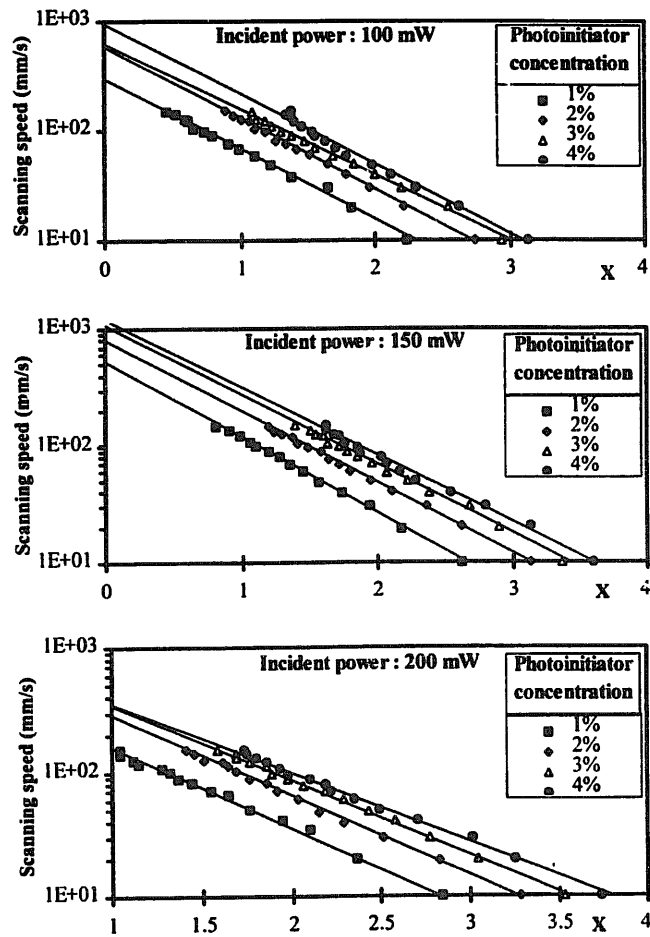 1E+03
Incident power : 100 mW
Photoinitiator
concentration
1%
2%
3%
4%
Scanning speed (mm/s)
1E+02
1E+01
0
1
2
3
X
4
1E+03
Incident power : 150 mW
Photoinitiator
concentration
1%
2%
3%
4%
Scanning speed (mm/s)
1E+02
1E+01
0
1
2
3
X
4
1E+03
Incident power : 200 mW
Photoinitiator
concentration
1%
2%
3%
4%
Scanning speed (mm/s)
1E+02
1E+01
1
1.5
2
2.5
3
3.5
X
4